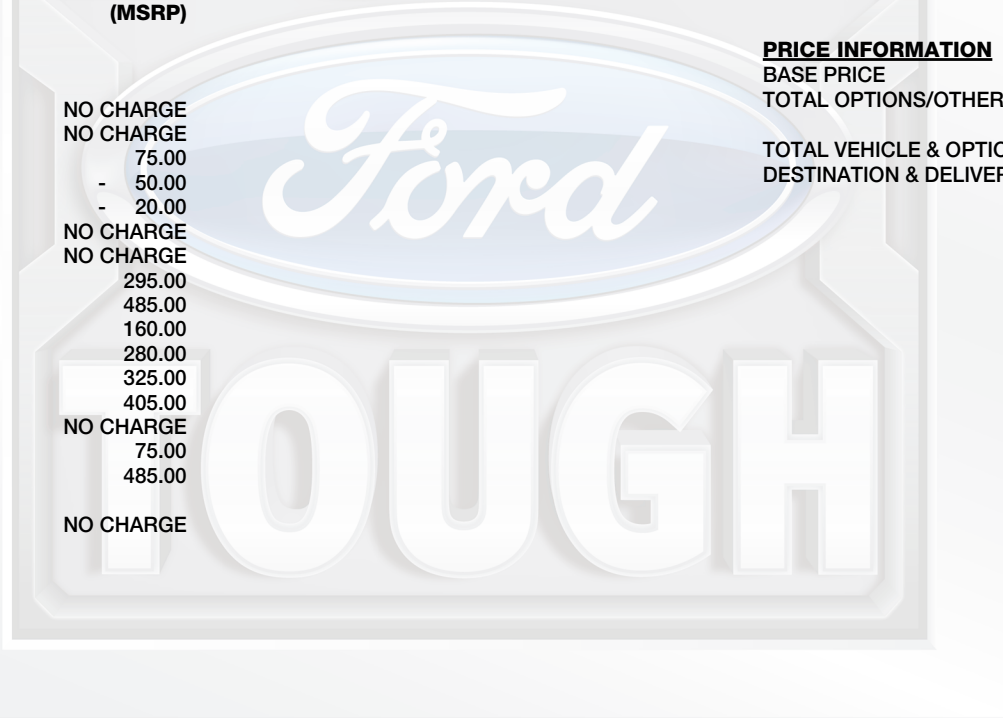 (MSRP)
NO CHARGE
NO CHARGE
75.00
- 50.00
- 20.00
NO CHARGE
NO CHARGE
295.00
485.00
160.00
280.00
325.00
405.00
NO CHARGE
75.00
485.00
NO CHARGE
PRICE INFORMATION
BASE PRICE
TOTAL OPTIONS/OTHER
TOTAL VEHICLE & OPTIO
DESTINATION & DELIVER
Ford
TOUGH